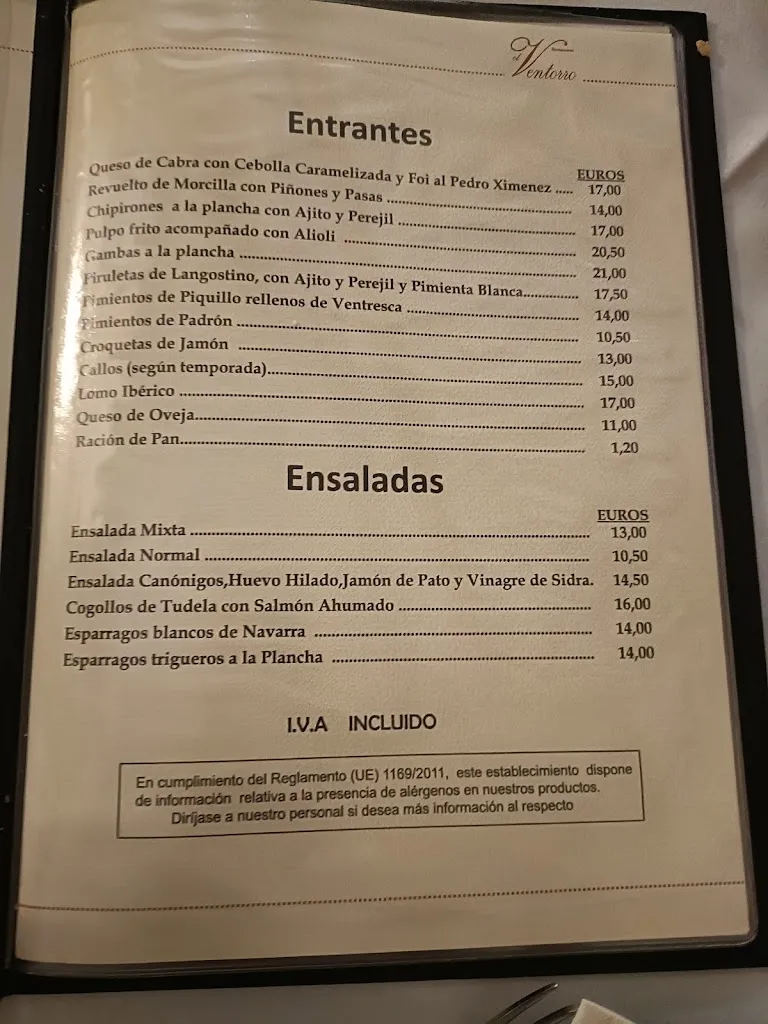 el Ventorro
Entrantes
EUROS
Queso de Cabra con Cebolla Caramelizada y Foi al Pedro Ximenez ..... 17,00
Revuelto de Morcilla con Piñones y Pasas ..... 14,00
Chipirones a la plancha con Ajito y Perejil ..... 17,00
Pulpo frito acompañado con Alioli ..... 20,50
Gambas a la plancha ..... 21,00
Piruletas de Langostino, con Ajito y Perejil y Pimienta Blanca..... 17,50
Pimientos de Piquillo rellenos de Ventresca ..... 14,00
Pimientos de Padrón ..... 10,50
Croquetas de Jamón ..... 13,00
Callos (según temporada)..... 15,00
Lomo Ibérico ..... 17,00
Queso de Oveja..... 11,00
Ración de Pan..... 1,20
Ensaladas
EUROS
Ensalada Mixta ..... 13,00
Ensalada Normal ..... 10,50
Ensalada Canónigos,Huevo Hilado,Jamón de Pato y Vinagre de Sidra. 14,50
Cogollos de Tudela con Salmón Ahumado ..... 16,00
Esparragos blancos de Navarra ..... 14,00
Esparragos trigueros a la Plancha ..... 14,00
I.V.A INCLUIDO
En cumplimiento del Reglamento (UE) 1169/2011, este establecimiento dispone
de información relativa a la presencia de alérgenos en nuestros productos.
Diríjase a nuestro personal si desea más información al respecto